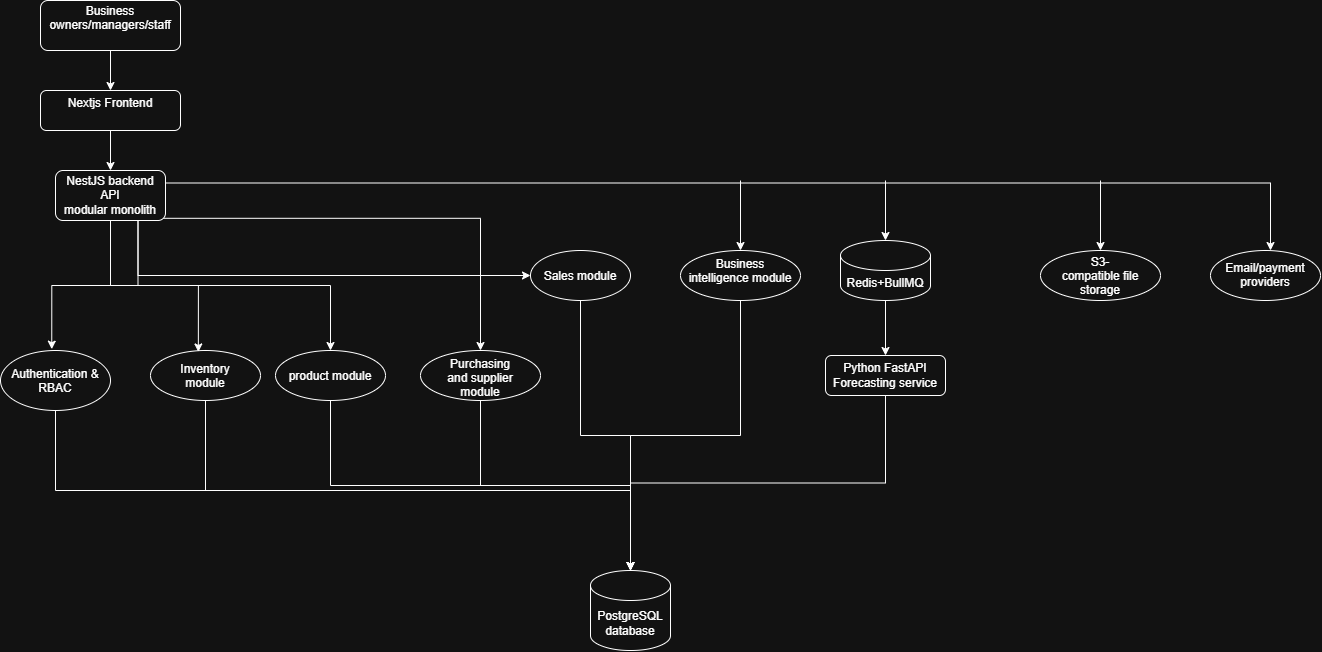 Business
owners/managers/staff
Nextjs Frontend
NestJS backend
API
modular monolith
Sales module
Business
intelligence module
Redis+BullMQ
S3-
compatible file
storage
Email/payment
providers
Authentication &
RBAC
Inventory
module
product module
Purchasing
and supplier
module
Python FastAPI
Forecasting service
PostgreSQL
database